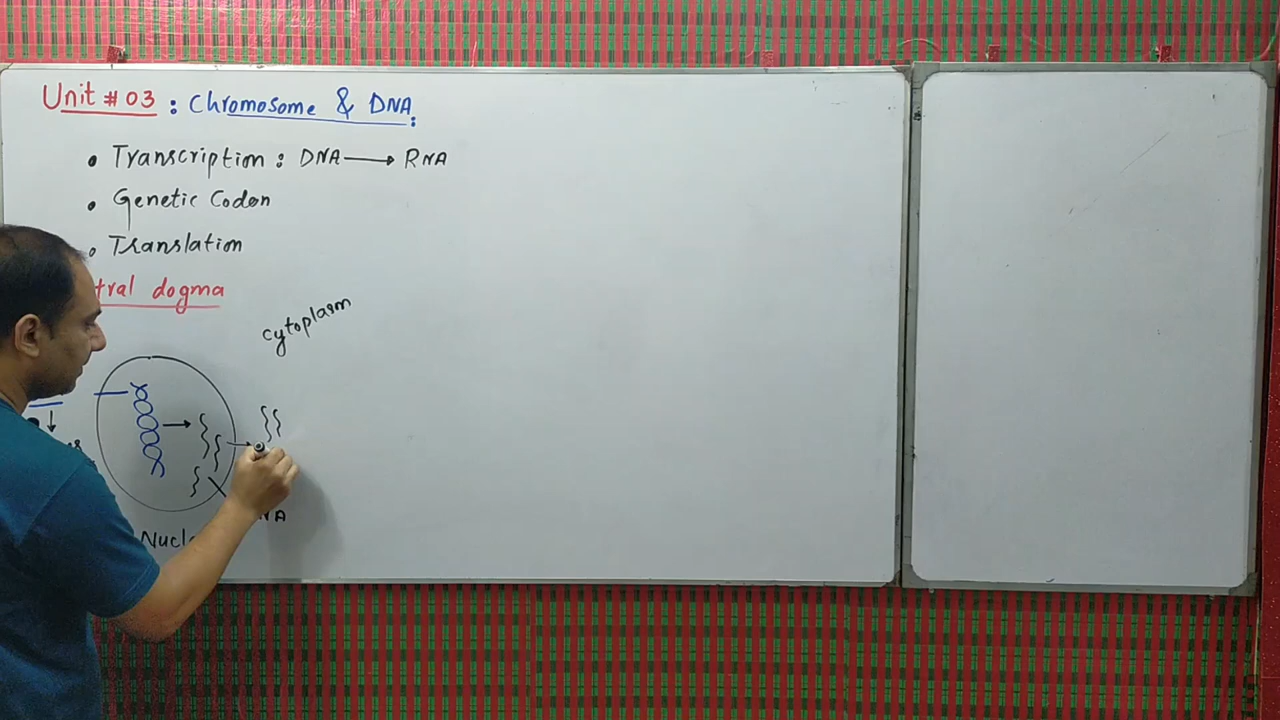 Unit # 03 : Chromosome & DNA :
• Transcription : DNA → RNA
• Genetic Codon
• Translation
tral dogma
cytoplasm
Nucl